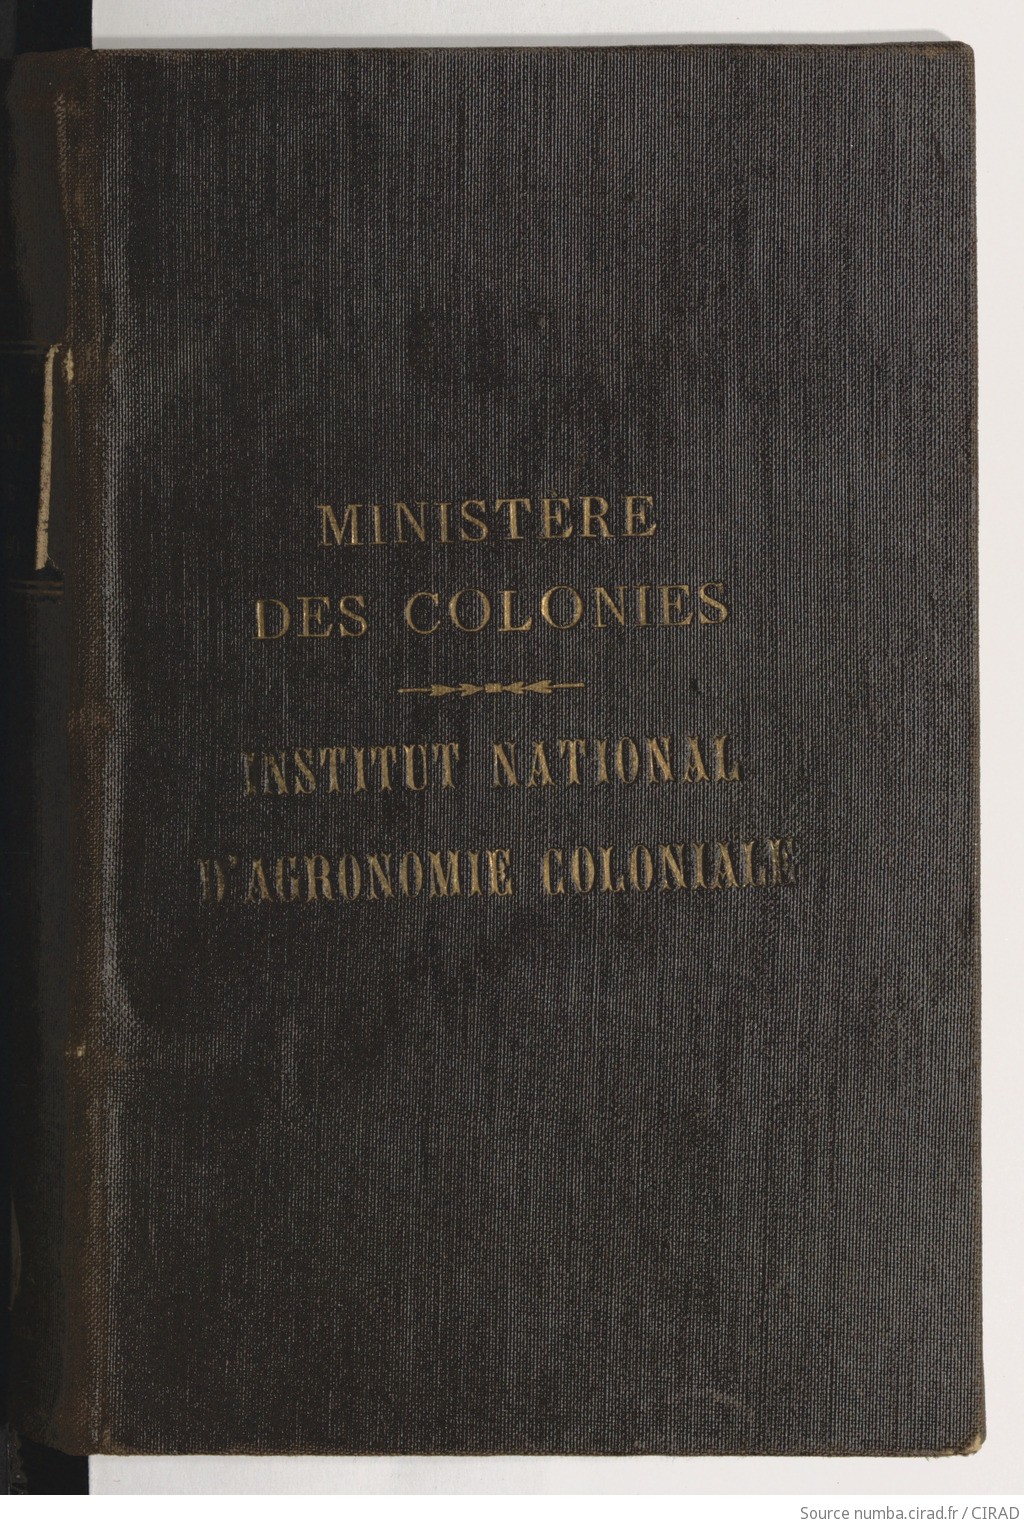 MINISTÈRE
DES COLONIES
INSTITUT NATIONAL
D'AGRONOMIE COLONIALE
Source numba.cirad.fr / CIRAD